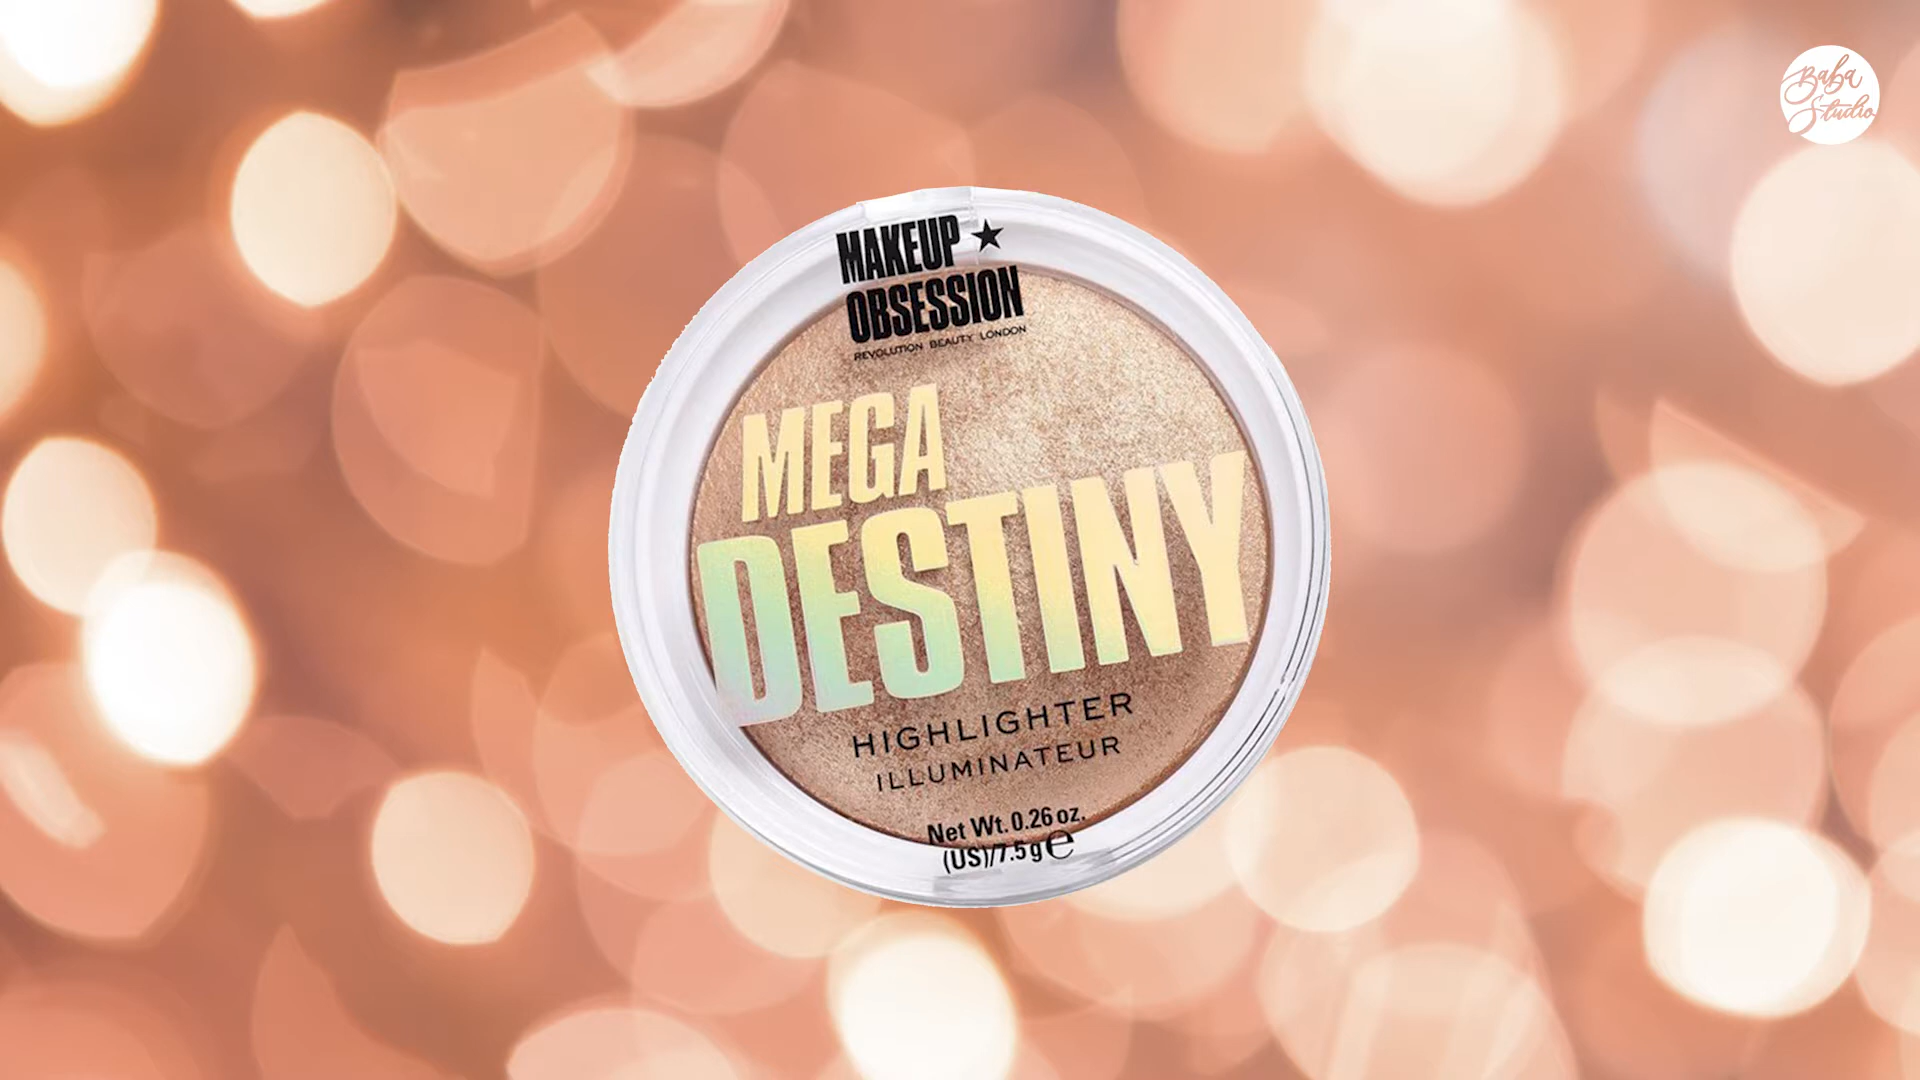 Baba
Studio
MAKEUP ★
OBSESSION
REVOLUTION BEAUTY LONDON
MEGA
DESTINY
HIGHLIGHTER
ILLUMINATEUR
Net Wt. 0.26 oz.
(US)/7.5 g ℮